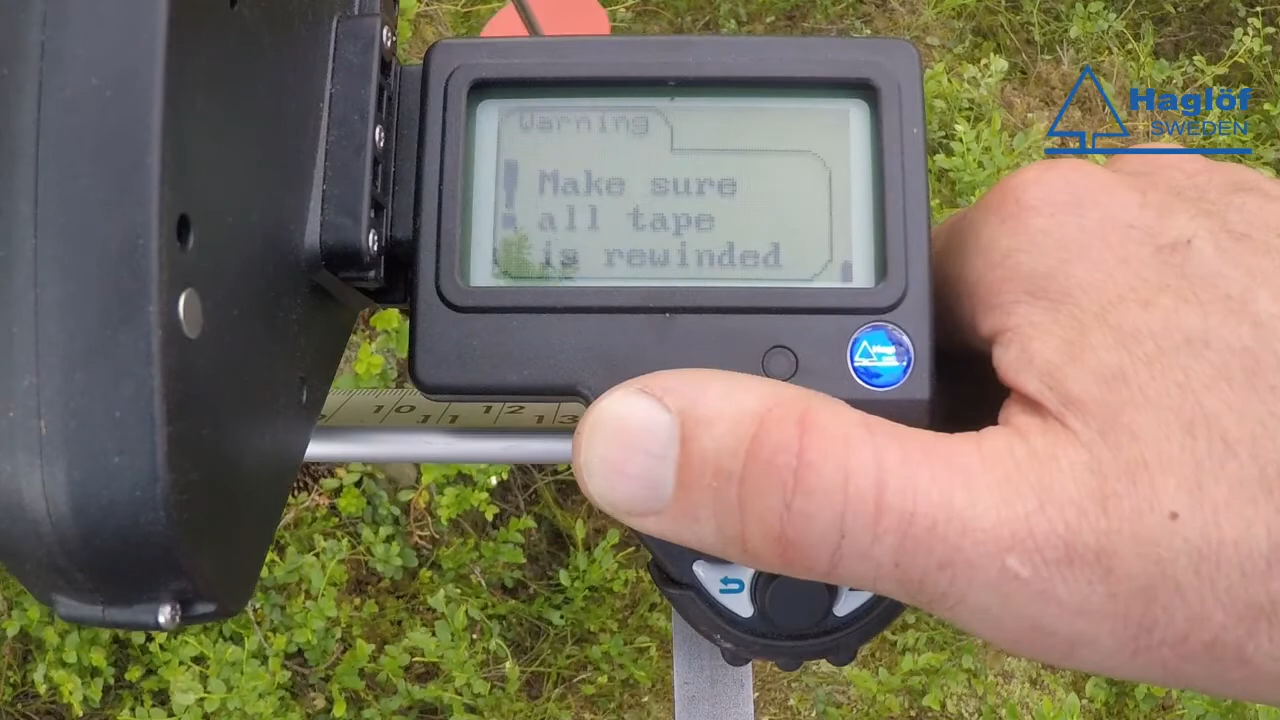 Warning
! Make sure
all tape
is rewinded
Haglöf
SWEDEN
10 11 12 13